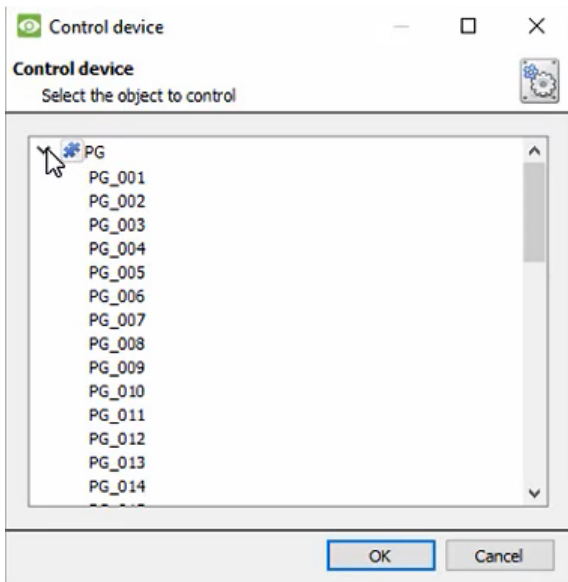 Control device
Control device
Select the object to control
PG
PG_001
PG_002
PG_003
PG_004
PG_005
PG_006
PG_007
PG_008
PG_009
PG_010
PG_011
PG_012
PG_013
PG_014
OK
Cancel